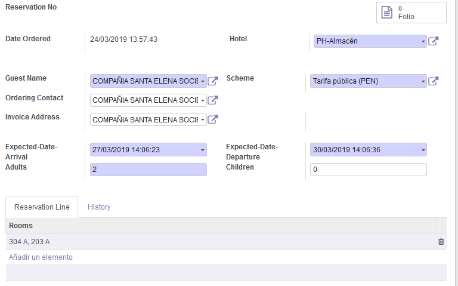 Reservation No
0
Folio
Date Ordered 24/03/2019 13:57:43 Hotel PH-Almacén
Guest Name COMPAÑIA SANTA ELENA SOCIE Scheme Tarifa pública (PEN)
Ordering Contact COMPAÑIA SANTA ELENA SOCIE
Invoice Address COMPAÑIA SANTA ELENA SOCIE
Expected-Date-Arrival 27/03/2019 14:06:23 Expected-Date-Departure 30/03/2019 14:06:36
Adults 2 Children 0
Reservation Line History
Rooms
304 A, 203 A
Añadir un elemento